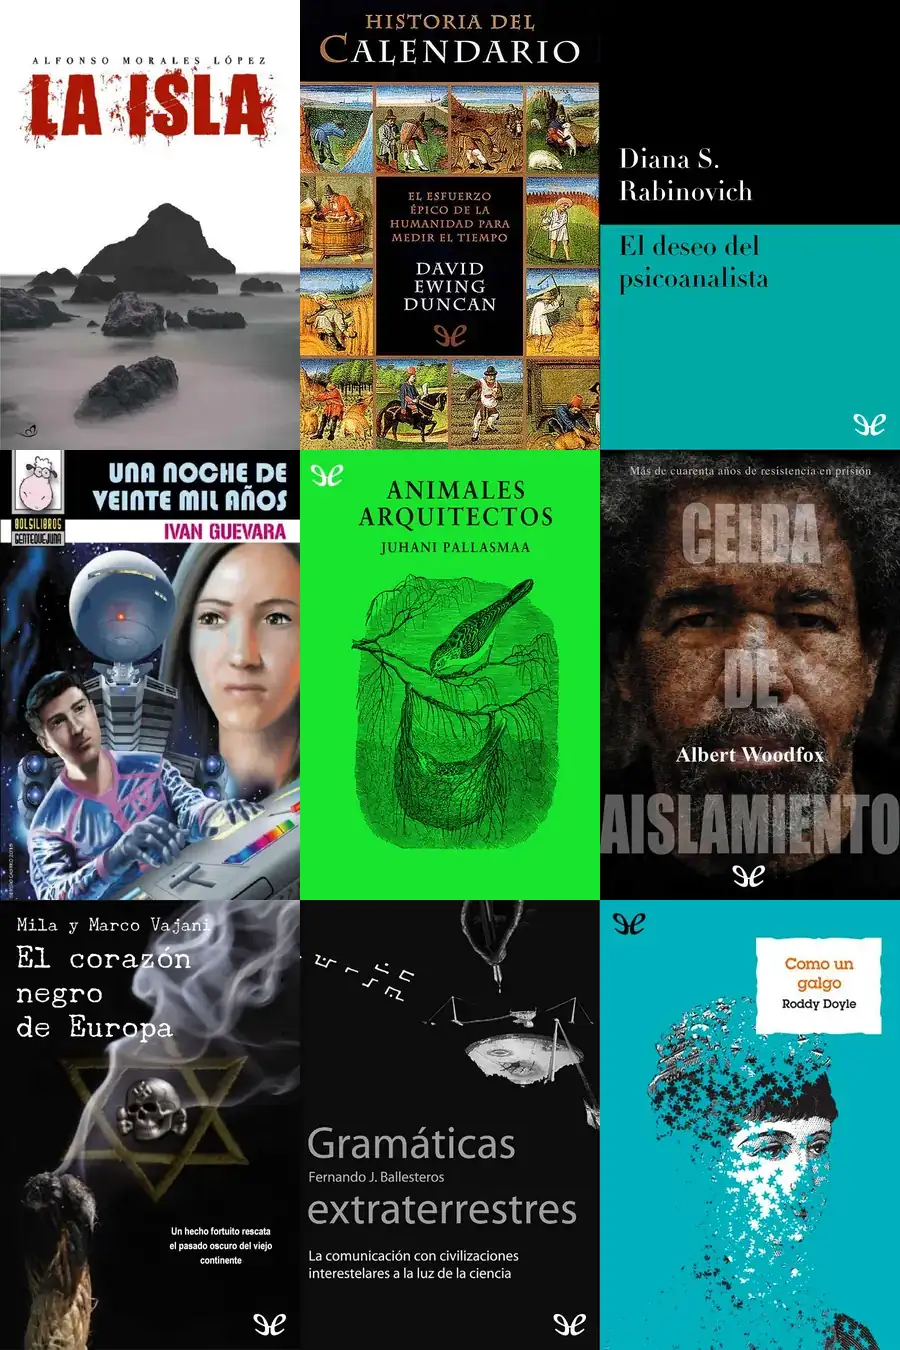 ALFONSO MORALES LÓPEZ
LA ISLA
HISTORIA DEL
CALENDARIO
EL ESFUERZO
ÉPICO DE LA
HUMANIDAD PARA
MEDIR EL TIEMPO
DAVID
EWING
DUNCAN
Diana S.
Rabinovich
El deseo del
psicoanalista
UNA NOCHE DE
VEINTE MIL AÑOS
BOLSILIBROS
GENTEQUEJUNA
IVAN GUEVARA
ANIMALES
ARQUITECTOS
JUHANI PALLASMAA
Más de cuarenta años de resistencia en prisión
CELDA
DE
Albert Woodfox
AISLAMIENTO
Mila y Marco Vajani
El corazón
negro
de Europa
Un hecho fortuito rescata
el pasado oscuro del viejo
continente
Gramáticas
Fernando J. Ballesteros
extraterrestres
La comunicación con civilizaciones
interestelares a la luz de la ciencia
Como un
galgo
Roddy Doyle